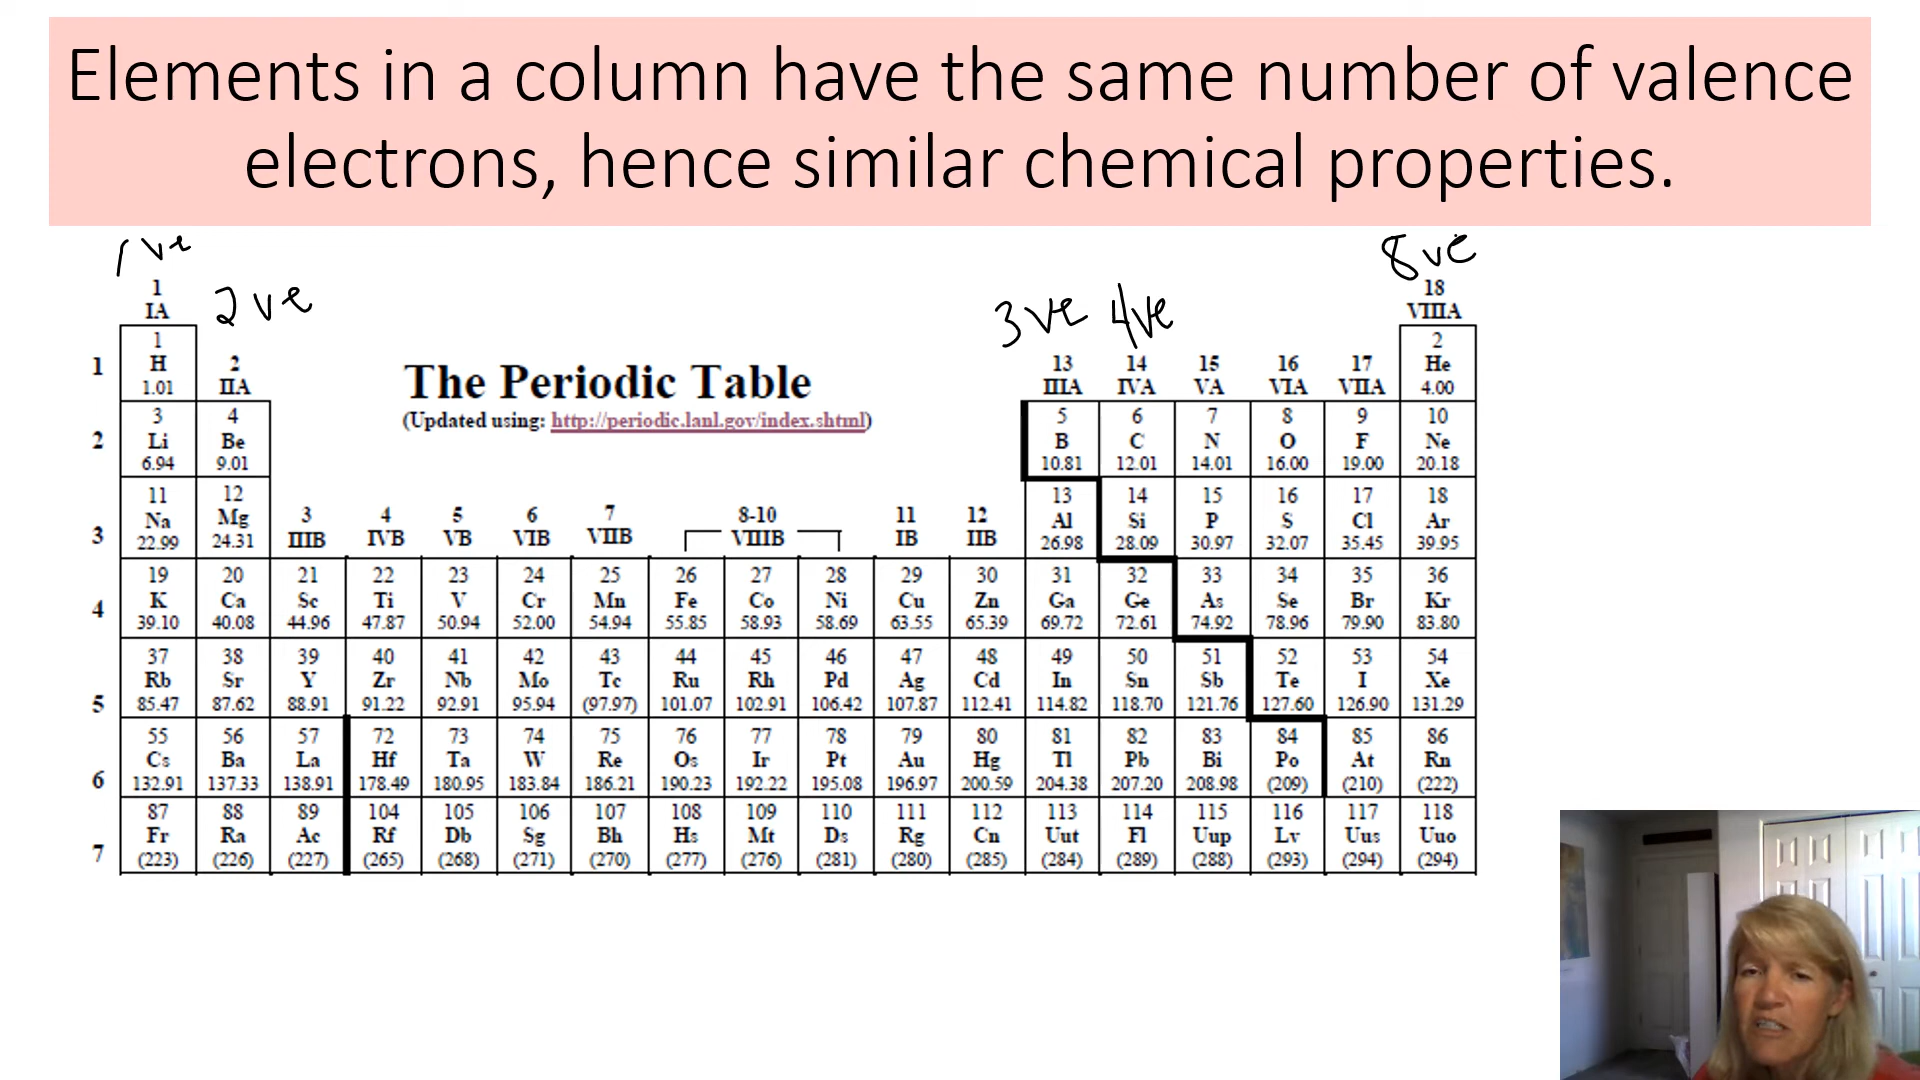 Elements in a column have the same number of valence
electrons, hence similar chemical properties.
1 ve
8 ve
1
18
IA
2 ve
3 ve 4 ve
VIIIA
1 2
H He
1.01 4.00
1
2
IIA
The Periodic Table
(Updated using: http://periodic.lanl.gov/index.shtml)
13 14 15 16 17
IIIA IVA VA VIA VIIA
3 4 5 6 7 8 9 10
2 Li Be B C N O F Ne
6.94 9.01 10.81 12.01 14.01 16.00 19.00 20.18
11 12 13 14 15 16 17 18
Na Mg Al Si P S Cl Ar
22.99 24.31 26.98 28.09 30.97 32.07 35.45 39.95
3
3 4 5 6 7 8-10 11 12
IIIB IVB VB VIB VIIB VIIIB IB IIB
19 20 21 22 23 24 25 26 27 28 29 30 31 32 33 34 35 36
4 K Ca Sc Ti V Cr Mn Fe Co Ni Cu Zn Ga Ge As Se Br Kr
39.10 40.08 44.96 47.87 50.94 52.00 54.94 55.85 58.93 58.69 63.55 65.39 69.72 72.61 74.92 78.96 79.90 83.80
37 38 39 40 41 42 43 44 45 46 47 48 49 50 51 52 53 54
5 Rb Sr Y Zr Nb Mo Tc Ru Rh Pd Ag Cd In Sn Sb Te I Xe
85.47 87.62 88.91 91.22 92.91 95.94 (97.97) 101.07 102.91 106.42 107.87 112.41 114.82 118.70 121.76 127.60 126.90 131.29
55 56 57 72 73 74 75 76 77 78 79 80 81 82 83 84 85 86
6 Cs Ba La Hf Ta W Re Os Ir Pt Au Hg Tl Pb Bi Po At Rn
132.91 137.33 138.91 178.49 180.95 183.84 186.21 190.23 192.22 195.08 196.97 200.59 204.38 207.20 208.98 (209) (210) (222)
87 88 89 104 105 106 107 108 109 110 111 112 113 114 115 116 117 118
7 Fr Ra Ac Rf Db Sg Bh Hs Mt Ds Rg Cn Uut Fl Uup Lv Uus Uuo
(223) (226) (227) (265) (268) (271) (270) (277) (276) (281) (280) (285) (284) (289) (288) (293) (294) (294)